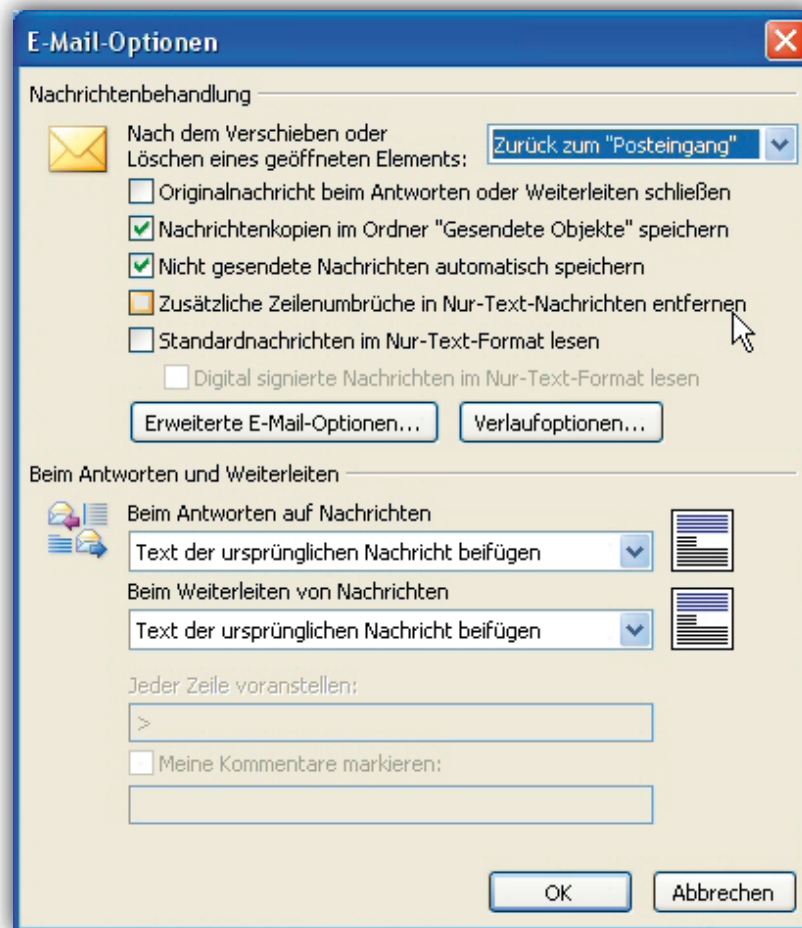 E-Mail-Optionen
Nachrichtenbehandlung
Nach dem Verschieben oder
Löschen eines geöffneten Elements:
Zurück zum "Posteingang"
Originalnachricht beim Antworten oder Weiterleiten schließen
Nachrichtenkopien im Ordner "Gesendete Objekte" speichern
Nicht gesendete Nachrichten automatisch speichern
Zusätzliche Zeilenumbrüche in Nur-Text-Nachrichten entfernen
Standardnachrichten im Nur-Text-Format lesen
Digital signierte Nachrichten im Nur-Text-Format lesen
Erweiterte E-Mail-Optionen... Verlaufoptionen...
Beim Antworten und Weiterleiten
Beim Antworten auf Nachrichten
Text der ursprünglichen Nachricht beifügen
Beim Weiterleiten von Nachrichten
Text der ursprünglichen Nachricht beifügen
Jeder Zeile voranstellen:
>
Meine Kommentare markieren:
OK Abbrechen